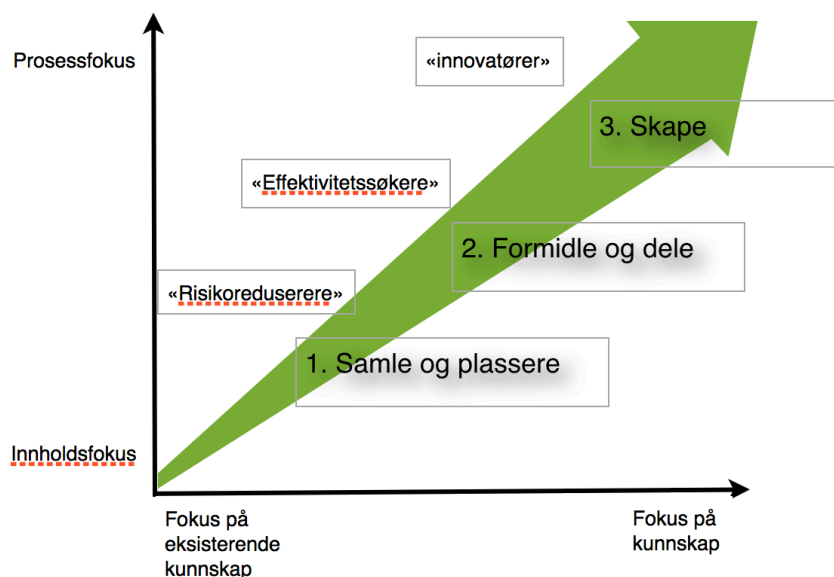 Prosessfokus
«innovatører»
3. Skape
«Effektivitetssøkere»
2. Formidle og dele
«Risikoreduserere»
1. Samle og plassere
Innholdsfokus
Fokus på
eksisterende
kunnskap
Fokus på
kunnskap